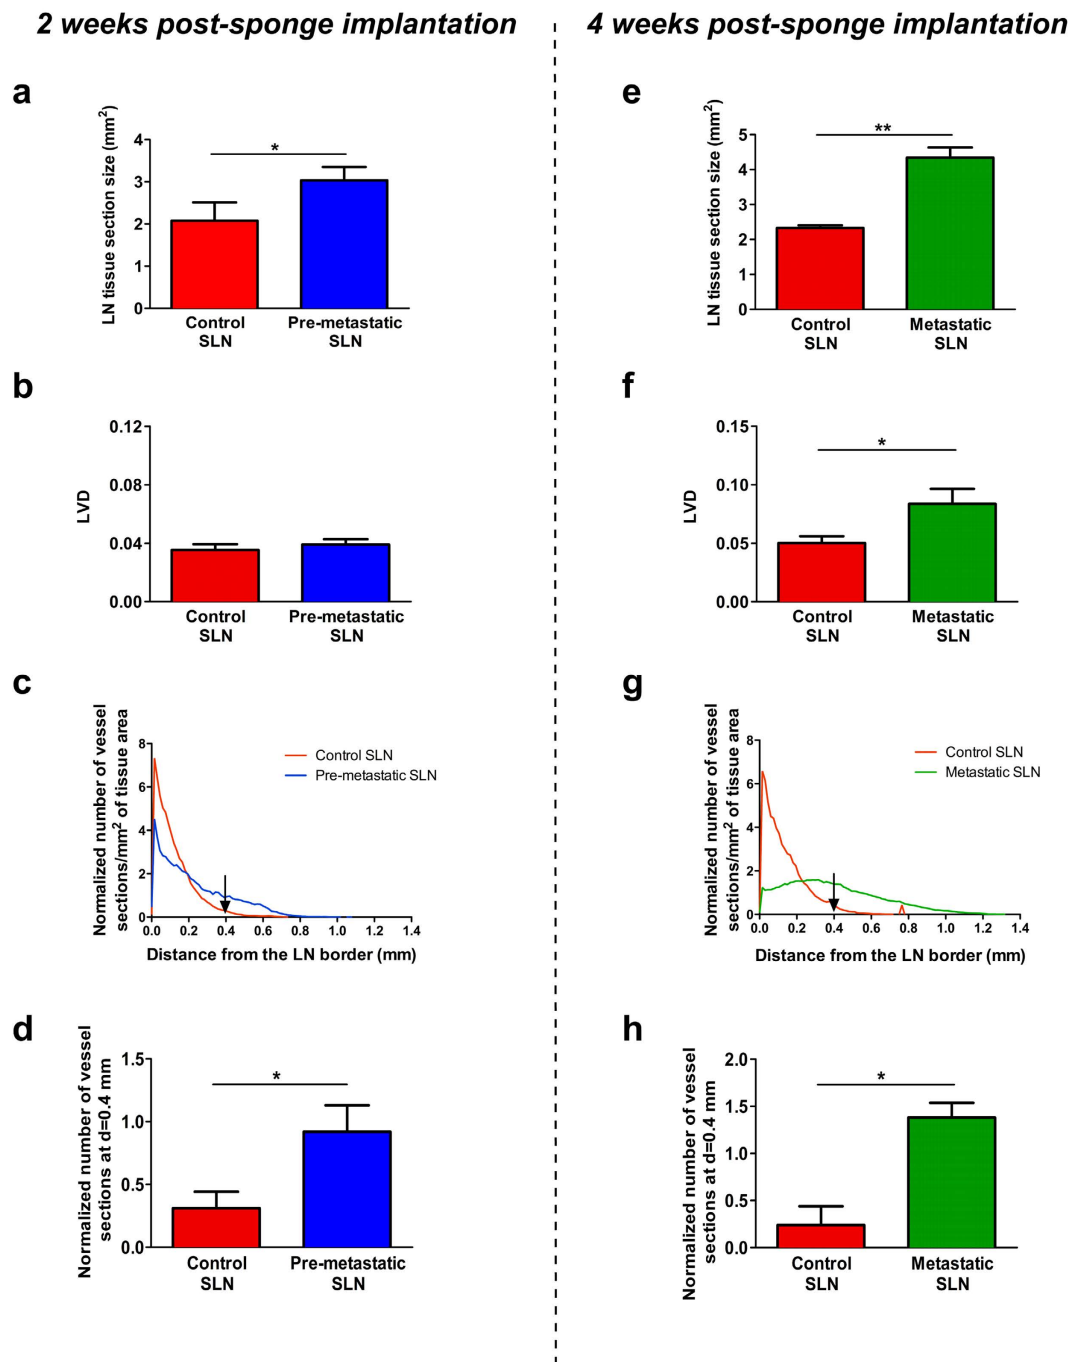 2 weeks post-sponge implantation
4 weeks post-sponge implantation
a
LN tissue section size (mm²)
4
3
2
1
0
*
Control
SLN
Pre-metastatic
SLN
e
LN tissue section size (mm²)
5
4
3
2
1
0
**
Control
SLN
Metastatic
SLN
b
LVD
0.12
0.08
0.04
0.00
Control
SLN
Pre-metastatic
SLN
f
LVD
0.15
0.10
0.05
0.00
*
Control
SLN
Metastatic
SLN
c
Normalized number of vessel
sections/mm² of tissue area
8
6
4
2
0
Control SLN
Pre-metastatic SLN
0.0 0.2 0.4 0.6 0.8 1.0 1.2 1.4
Distance from the LN border (mm)
g
Normalized number of vessel
sections/mm² of tissue area
8
6
4
2
0
Control SLN
Metastatic SLN
0.0 0.2 0.4 0.6 0.8 1.0 1.2 1.4
Distance from the LN border (mm)
d
Normalized number of vessel
sections at d=0.4 mm
1.5
1.0
0.5
0.0
*
Control
SLN
Pre-metastatic
SLN
h
Normalized number of vessel
sections at d=0.4 mm
2.0
1.5
1.0
0.5
0.0
*
Control
SLN
Metastatic
SLN